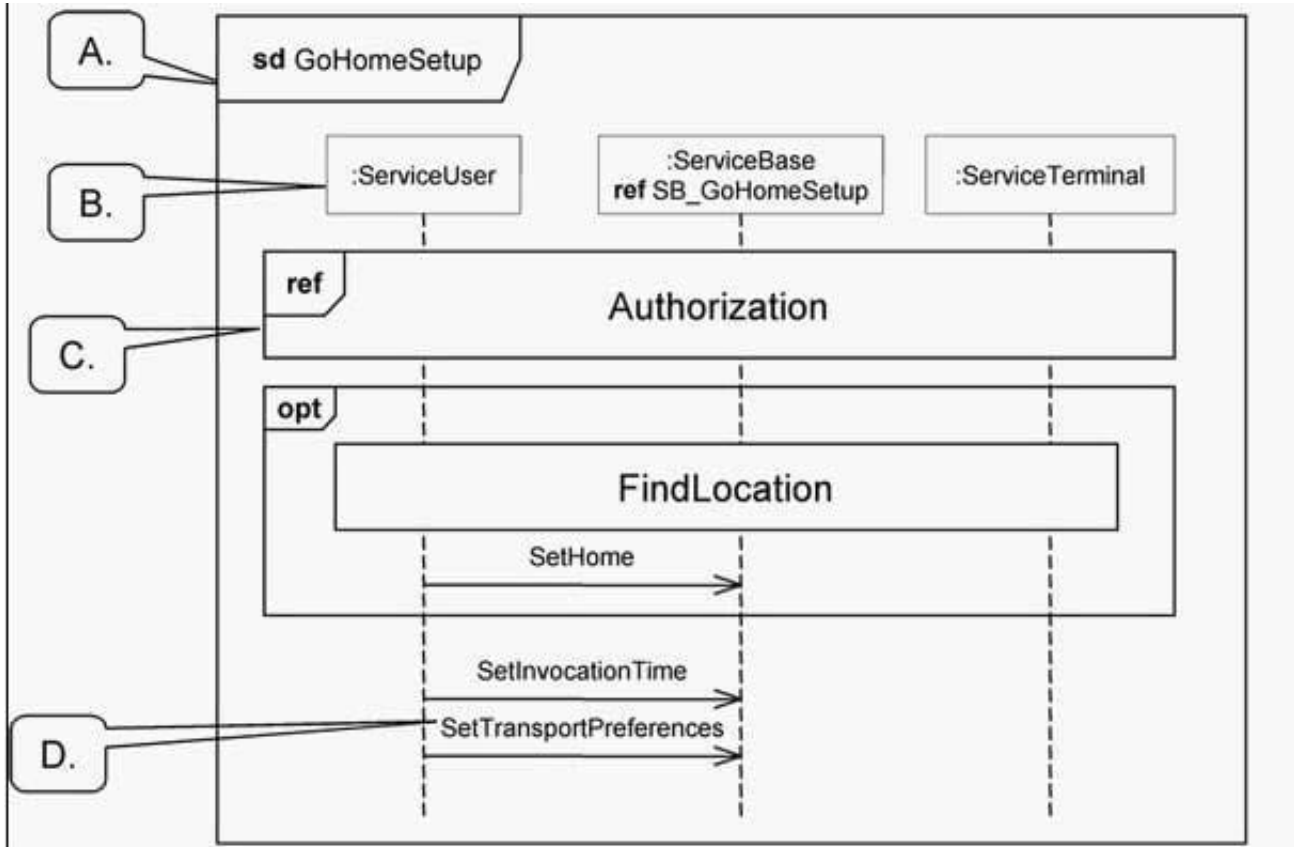 A.
sd GoHomeSetup
B.
:ServiceUser
:ServiceBase
ref SB_GoHomeSetup
:ServiceTerminal
C.
ref
Authorization
opt
FindLocation
SetHome
SetInvocationTime
D.
SetTransportPreferences